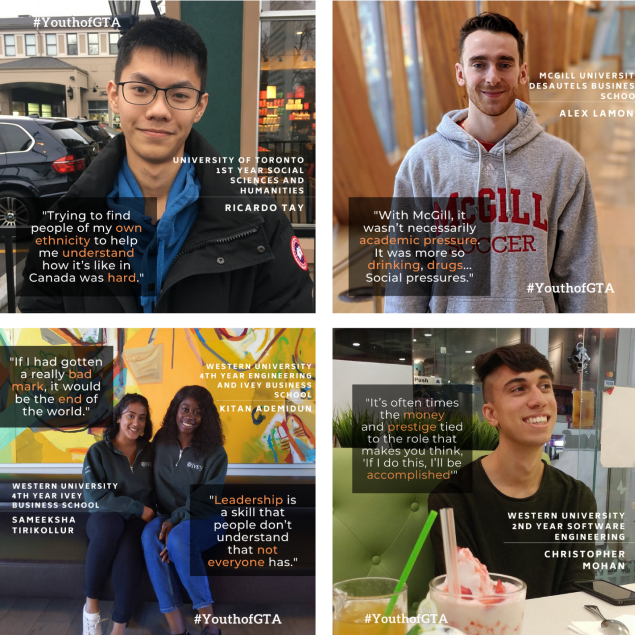 #YouthofGTA
UNIVERSITY OF TORONTO
1ST YEAR SOCIAL
SCIENCES AND
HUMANITIES
RICARDO TAY
"Trying to find
people of my own
ethnicity to help
me understand
how it's like in
Canada was hard."
MCGILL UNIVERSIT
DESAUTELS BUSINES
SCHOO
ALEX LAMON
MCGILL
SOCCER
"With McGill, it
wasn't necessarily
academic pressure.
It was more so
drinking, drugs...
Social pressures."
#YouthofGTA
"If I had gotten
a really bad
mark, it would
be the end of
the world."
WESTERN UNIVERSITY
4TH YEAR ENGINEERING
AND IVEY BUSINESS
SCHOOL
KITAN ADEMIDUN
IVEY
WESTERN UNIVERSITY
4TH YEAR IVEY
BUSINESS SCHOOL
SAMEEKSHA
TIRIKOLLUR
"Leadership is
a skill that
people don't
understand
that not
everyone has."
#YouthofGTA
Push
"It's often times
the money
and prestige tied
to the role that
makes you think,
'If I do this, I'll be
accomplished'"
WESTERN UNIVERSITY
2ND YEAR SOFTWARE
ENGINEERING
CHRISTOPHER
MOHAN
#YouthofGTA